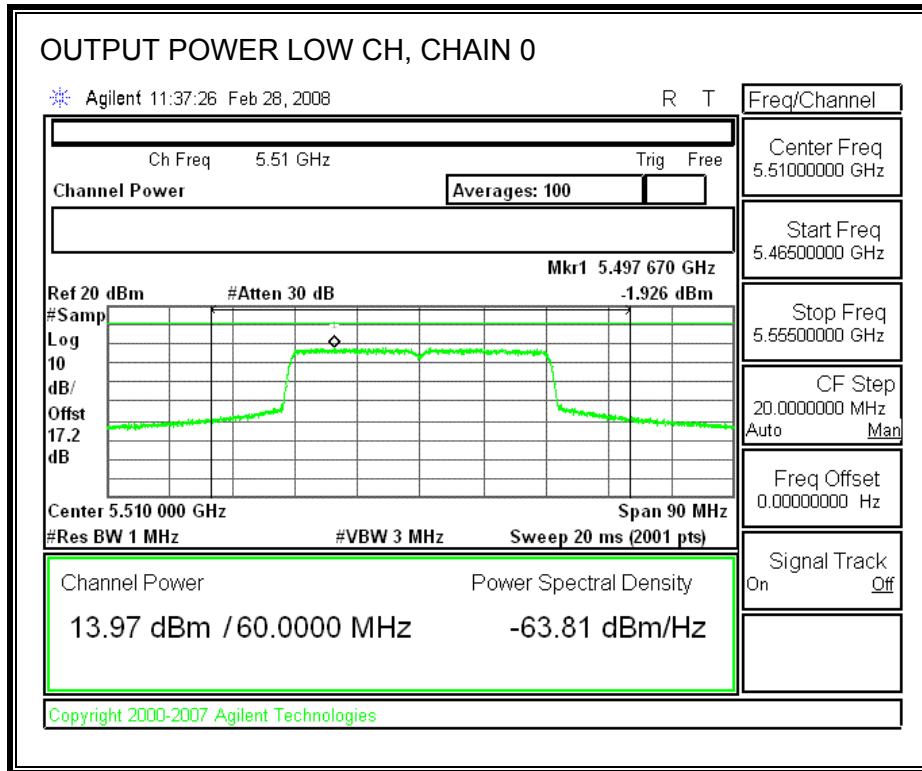 OUTPUT POWER LOW CH, CHAIN 0
Agilent 11:37:26 Feb 28, 2008 R T
Freq/Channel
Ch Freq 5.51 GHz Trig Free
Channel Power Averages: 100
Mkr1 5.497 670 GHz
Ref 20 dBm #Atten 30 dB -1.926 dBm
#Samp
Log
10
dB/
Offst
17.2
dB
Center 5.510 000 GHz Span 90 MHz
#Res BW 1 MHz #VBW 3 MHz Sweep 20 ms (2001 pts)
Channel Power Power Spectral Density
13.97 dBm / 60.0000 MHz -63.81 dBm/Hz
Copyright 2000-2007 Agilent Technologies
Center Freq
5.51000000 GHz
Start Freq
5.46500000 GHz
Stop Freq
5.55500000 GHz
CF Step
20.0000000 MHz
Auto Man
Freq Offset
0.00000000 Hz
Signal Track
On Off